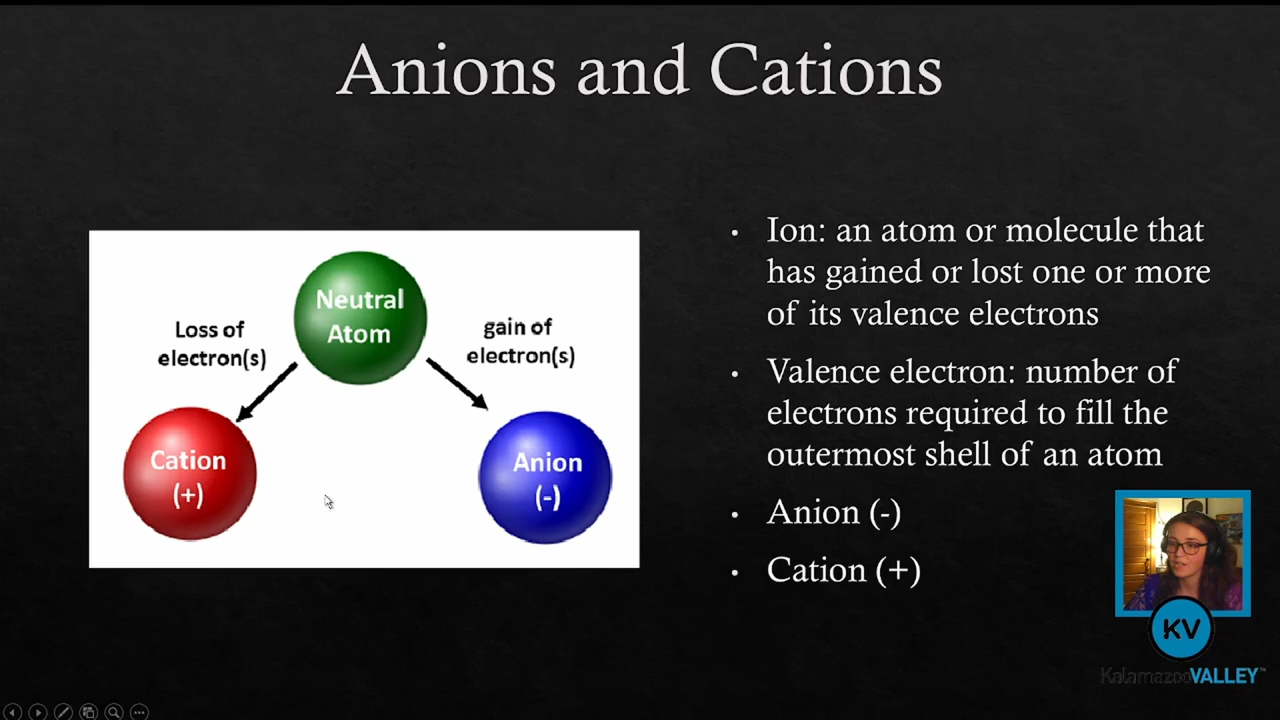 Anions and Cations
Neutral
Atom
Loss of
electron(s)
gain of
electron(s)
Cation
(+)
Anion
(-)
• Ion: an atom or molecule that
has gained or lost one or more
of its valence electrons
• Valence electron: number of
electrons required to fill the
outermost shell of an atom
• Anion (-)
• Cation (+)
KV
KalamazooVALLEY™